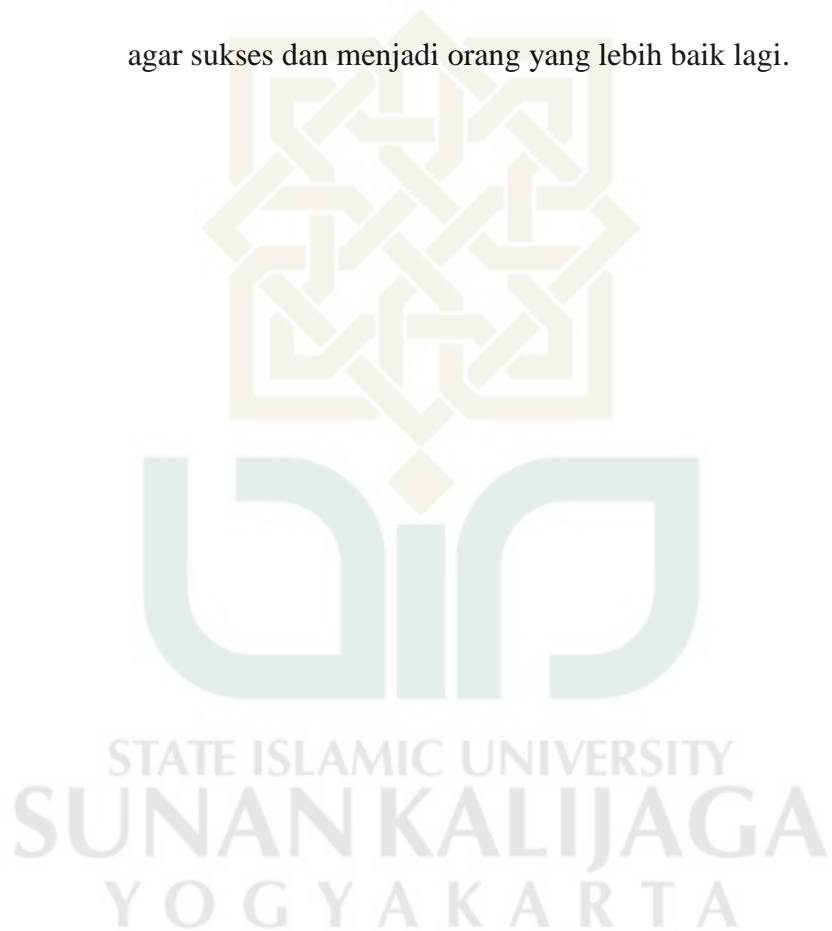 agar sukses dan menjadi orang yang lebih baik lagi.
STATE ISLAMIC UNIVERSITY
SUNAN KALIJAGA
YOGYAKARTA